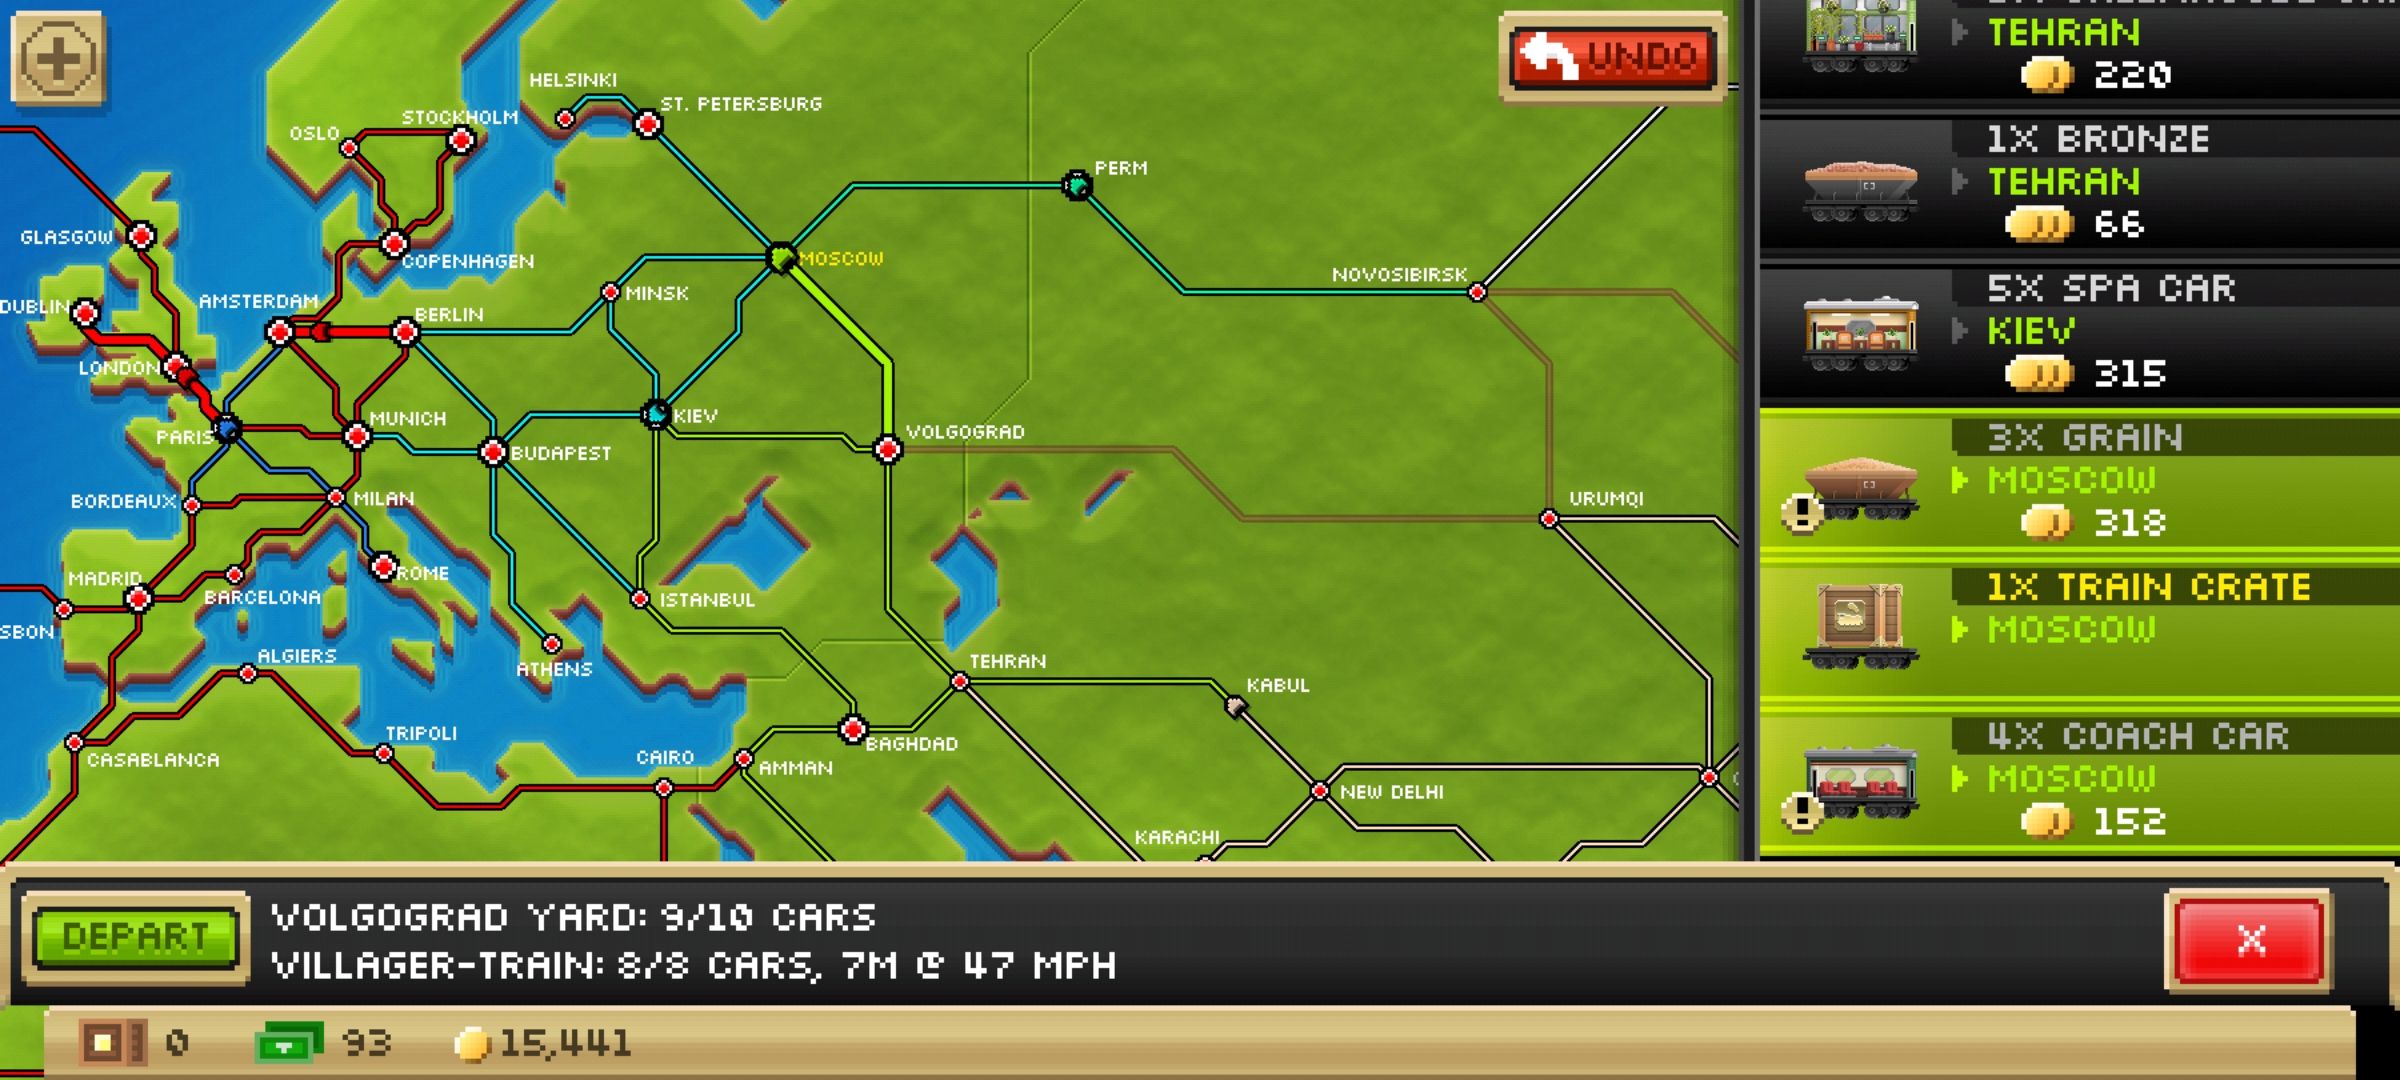 UNDO
TEHRAN
220
1X BRONZE
TEHRAN
66
5X SPA CAR
KIEV
315
3X GRAIN
MOSCOW
318
1X TRAIN CRATE
MOSCOW
4X COACH CAR
MOSCOW
152
HELSINKI
ST. PETERSBURG
STOCKHOLM
OSLO
PERM
GLASGOW
COPENHAGEN
MOSCOW
NOVOSIBIRSK
MINSK
AMSTERDAM
DUBLIN
BERLIN
LONDON
MUNICH
KIEV
VOLGOGRAD
PARIS
BUDAPEST
BORDEAUX
MILAN
URUMQI
MADRID
ROME
BARCELONA
ISTANBUL
SBON
ALGIERS
ATHENS
TEHRAN
KABUL
TRIPOLI
BAGHDAD
CASABLANCA
CAIRO
AMMAN
NEW DELHI
KARACHI
DEPART
VOLGOGRAD YARD: 9/10 CARS
VILLAGER-TRAIN: 8/8 CARS, 7M @ 47 MPH
X
0
93
15,441